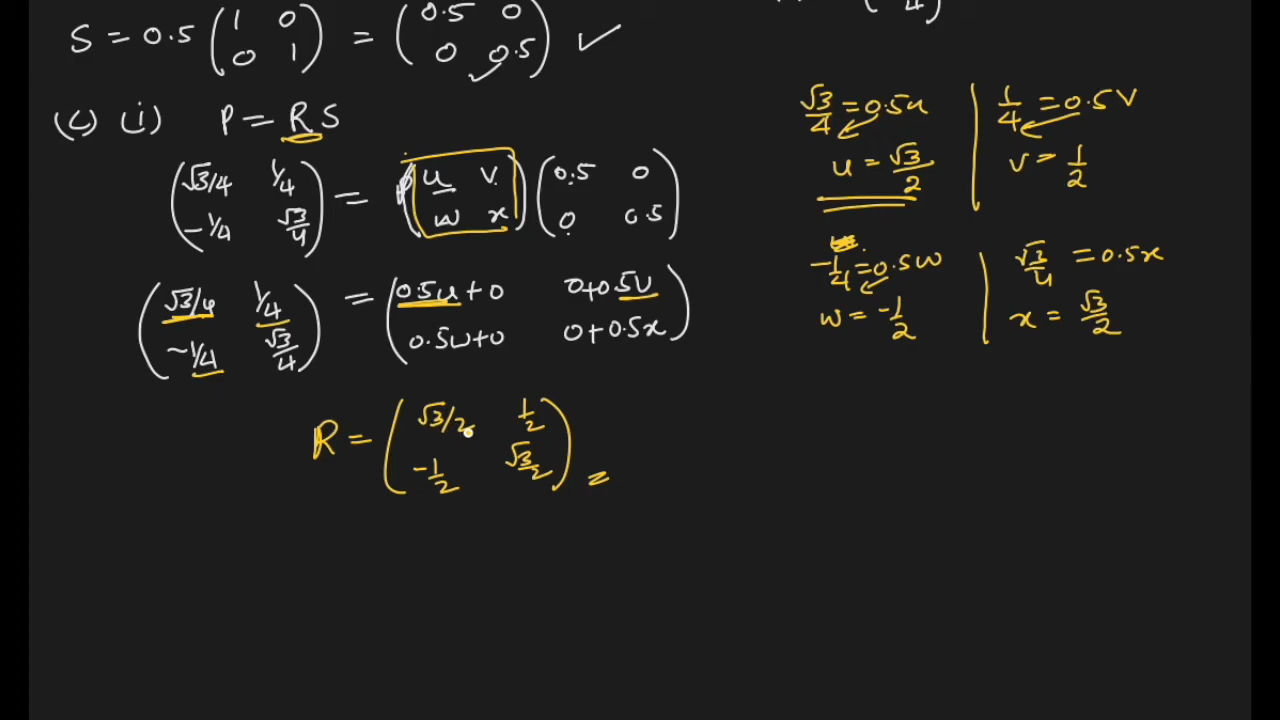 S = 0.5 (1 0 / 0 1) = (0.5 0 / 0 0.5) ✓
(c) (i) P = RS
(√3/4 1/4 / -1/4 √3/4) = (u v / w x) (0.5 0 / 0 0.5)
(√3/4 1/4 / -1/4 √3/4) = (0.5u+0 0+0.5v / 0.5w+0 0+0.5x)
R = (√3/2 1/2 / -1/2 √3/2)
4
√3/4 = 0.5u
u = √3/2
1/4 = 0.5v
v = 1/2
-1/4 = 0.5w
w = -1/2
√3/4 = 0.5x
x = √3/2